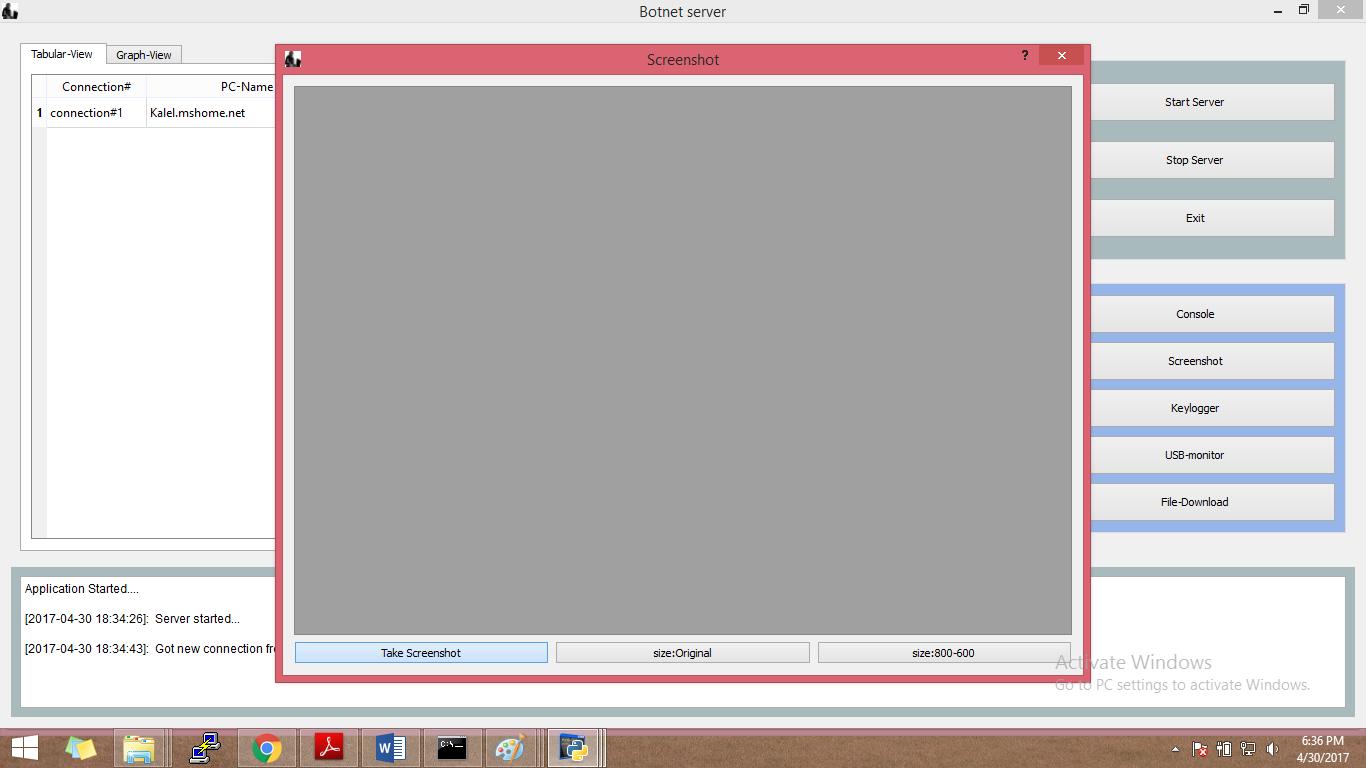 Botnet server
Tabular-View Graph-View
Screenshot
?
Connection# PC-Name
1 connection#1 Kalel.mshome.net
Start Server
Stop Server
Exit
Console
Screenshot
Keylogger
USB-monitor
File-Download
Application Started....
[2017-04-30 18:34:26]: Server started...
[2017-04-30 18:34:43]: Got new connection
Take Screenshot size:Original size:800-600
Activate Windows
Go to PC settings to activate Windows.
C:\
6:36 PM
4/30/2017